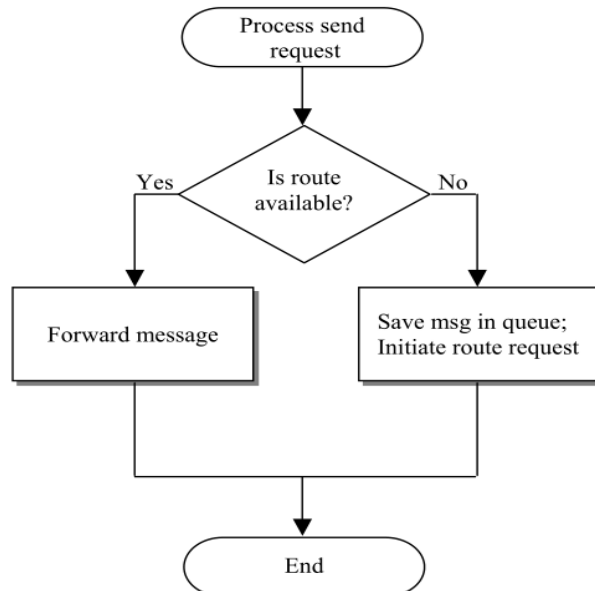 Process send
request
Is route
available?
Yes
No
Forward message
Save msg in queue;
Initiate route request
End